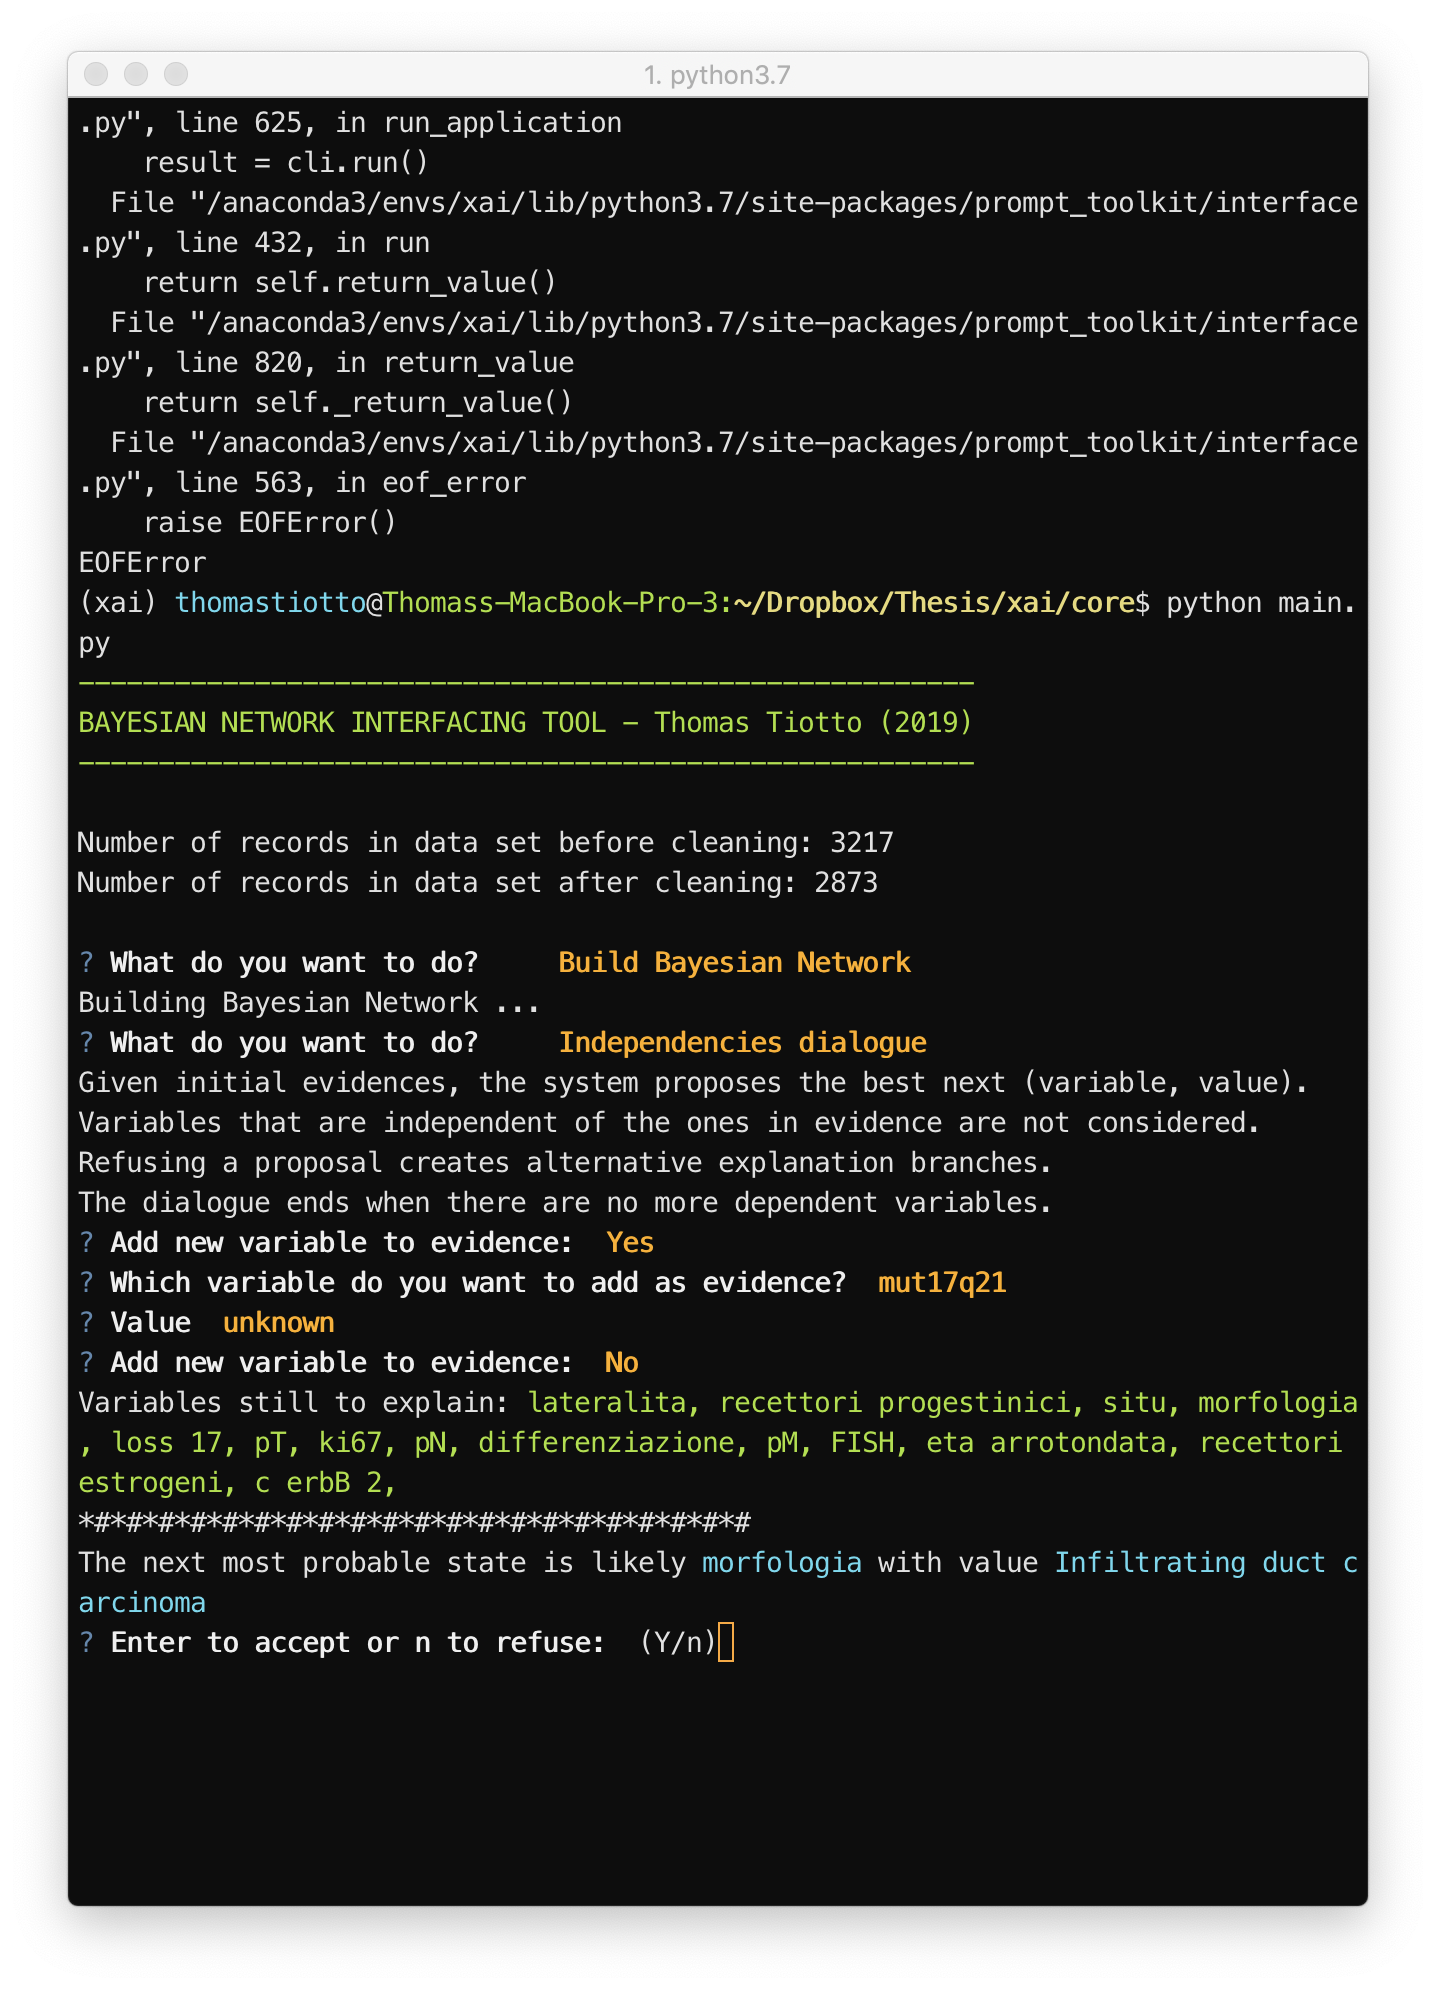 1. python3.7
.py", line 625, in run_application
    result = cli.run()
  File "/anaconda3/envs/xai/lib/python3.7/site-packages/prompt_toolkit/interface
.py", line 432, in run
    return self.return_value()
  File "/anaconda3/envs/xai/lib/python3.7/site-packages/prompt_toolkit/interface
.py", line 820, in return_value
    return self._return_value()
  File "/anaconda3/envs/xai/lib/python3.7/site-packages/prompt_toolkit/interface
.py", line 563, in eof_error
    raise EOFError()
EOFError
(xai) thomastiotto@Thomass-MacBook-Pro-3:~/Dropbox/Thesis/xai/core$ python main.
py
--------------------------------------------------------
BAYESIAN NETWORK INTERFACING TOOL - Thomas Tiotto (2019)
--------------------------------------------------------
Number of records in data set before cleaning: 3217
Number of records in data set after cleaning: 2873
? What do you want to do?     Build Bayesian Network
Building Bayesian Network ...
? What do you want to do?     Independencies dialogue
Given initial evidences, the system proposes the best next (variable, value).
Variables that are independent of the ones in evidence are not considered.
Refusing a proposal creates alternative explanation branches.
The dialogue ends when there are no more dependent variables.
? Add new variable to evidence:  Yes
? Which variable do you want to add as evidence?  mut17q21
? Value  unknown
? Add new variable to evidence:  No
Variables still to explain: lateralita, recettori progestinici, situ, morfologia
, loss 17, pT, ki67, pN, differenziazione, pM, FISH, eta arrotondata, recettori
estrogeni, c erbB 2,
*#*#*#*#*#*#*#*#*#*#*#*#*#*#*#*#*#*#*#*#*#
The next most probable state is likely morfologia with value Infiltrating duct c
arcinoma
? Enter to accept or n to refuse:  (Y/n)